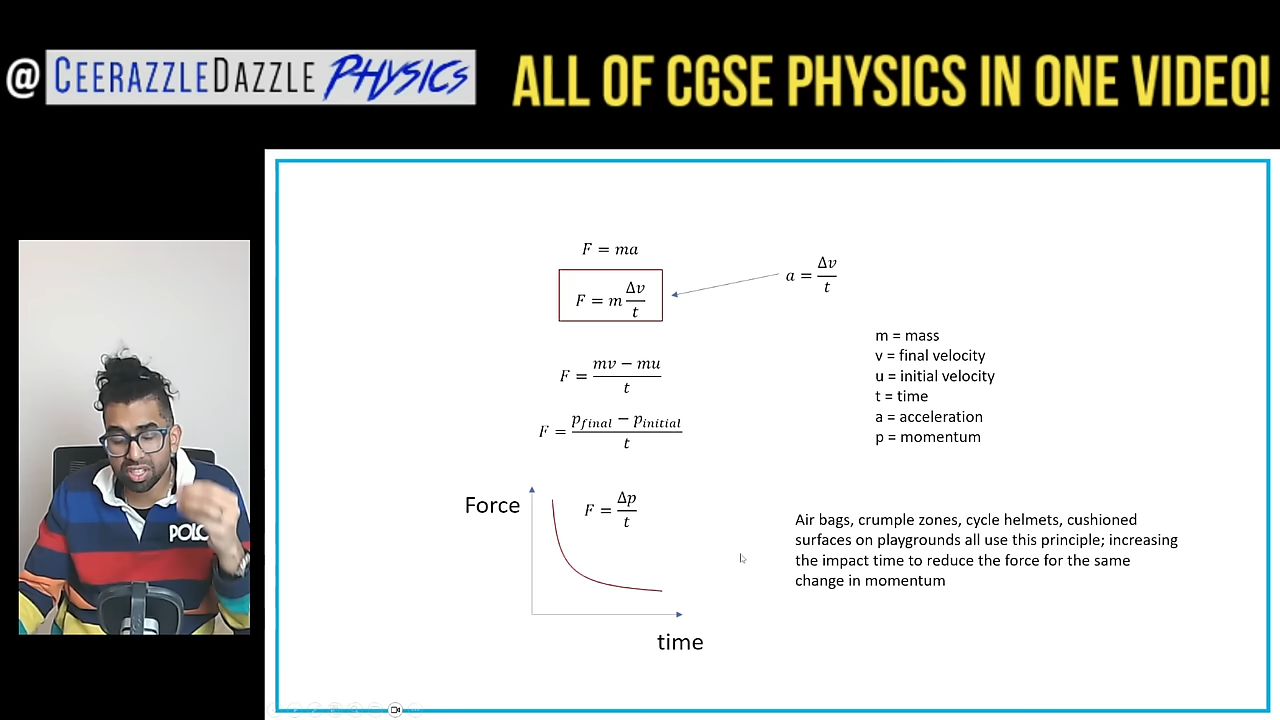 @CEERAZZLEDAZZLE PHYSICS
ALL OF CGSE PHYSICS IN ONE VIDEO!
F = ma
F = m Δv/t
a = Δv/t
m = mass
v = final velocity
u = initial velocity
t = time
a = acceleration
p = momentum
F = (mv − mu)/t
F = (p_final − p_initial)/t
Force
F = Δp/t
time
Air bags, crumple zones, cycle helmets, cushioned
surfaces on playgrounds all use this principle; increasing
the impact time to reduce the force for the same
change in momentum
POLO